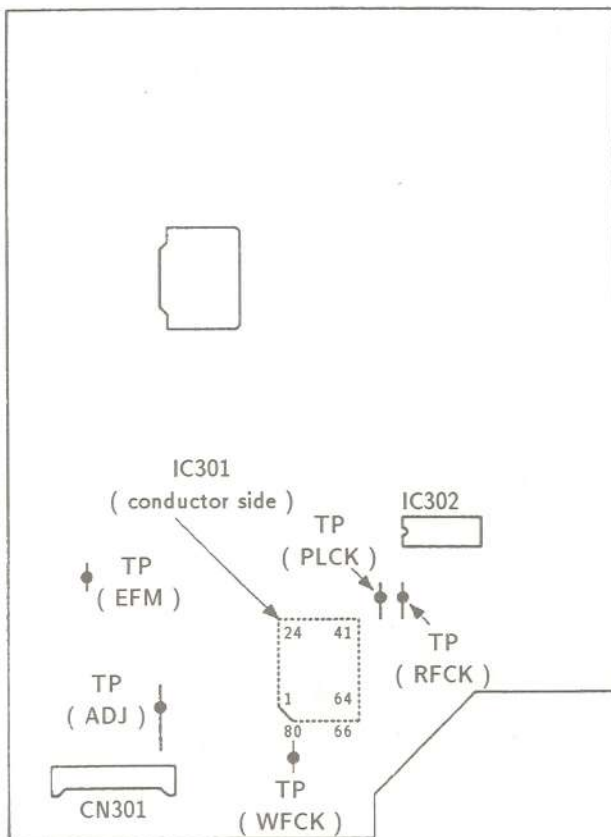 IC301
( conductor side )
IC302
TP
( PLCK )
TP
( EFM )
24 41
TP
( RFCK )
TP
( ADJ )
1 64
80 66
CN301
TP
( WFCK )